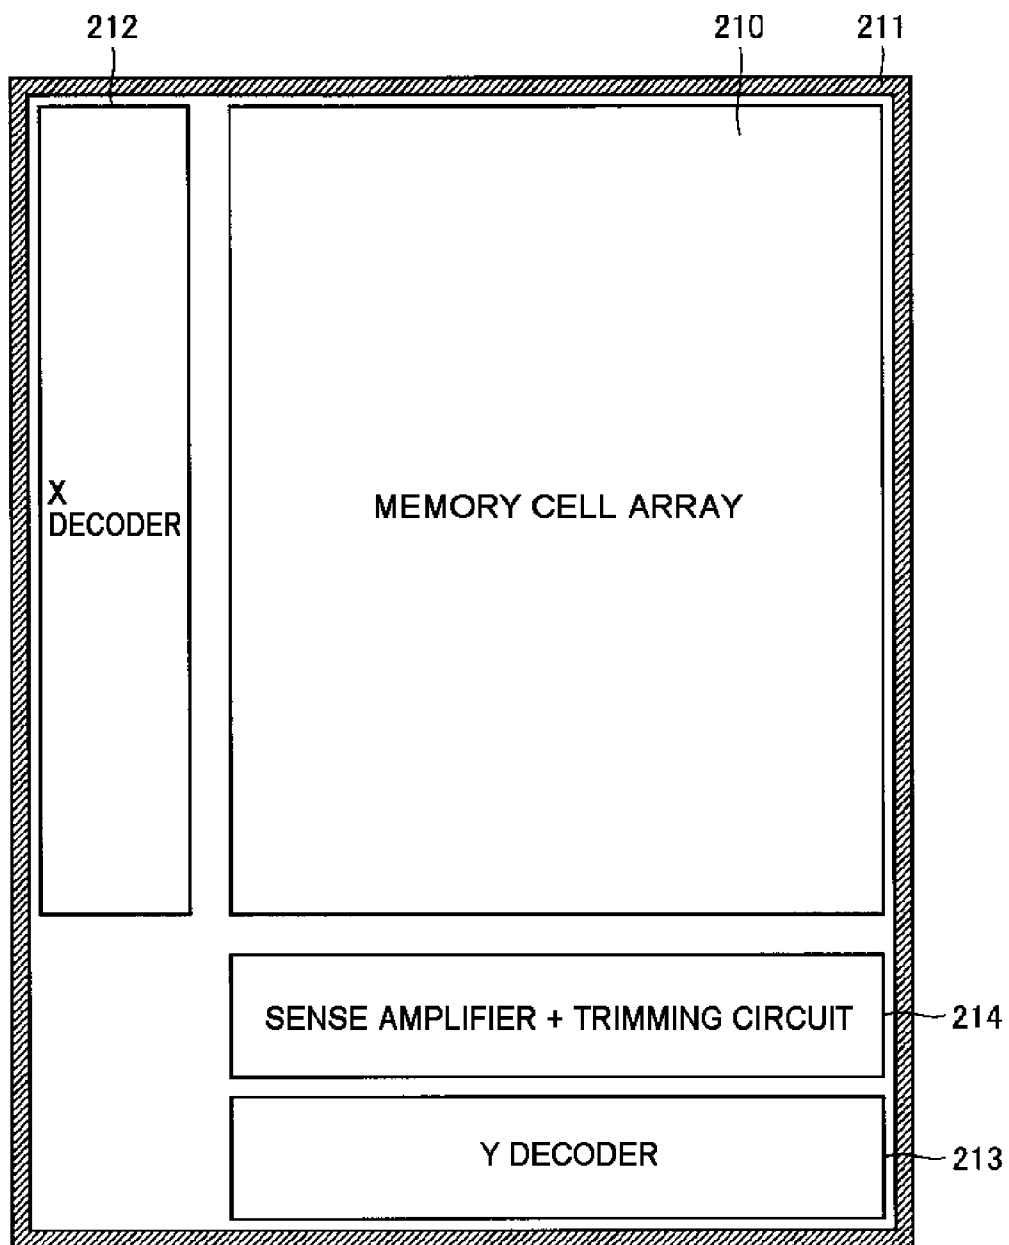 212
210
211
X
DECODER
MEMORY CELL ARRAY
SENSE AMPLIFIER + TRIMMING CIRCUIT
214
Y DECODER
213